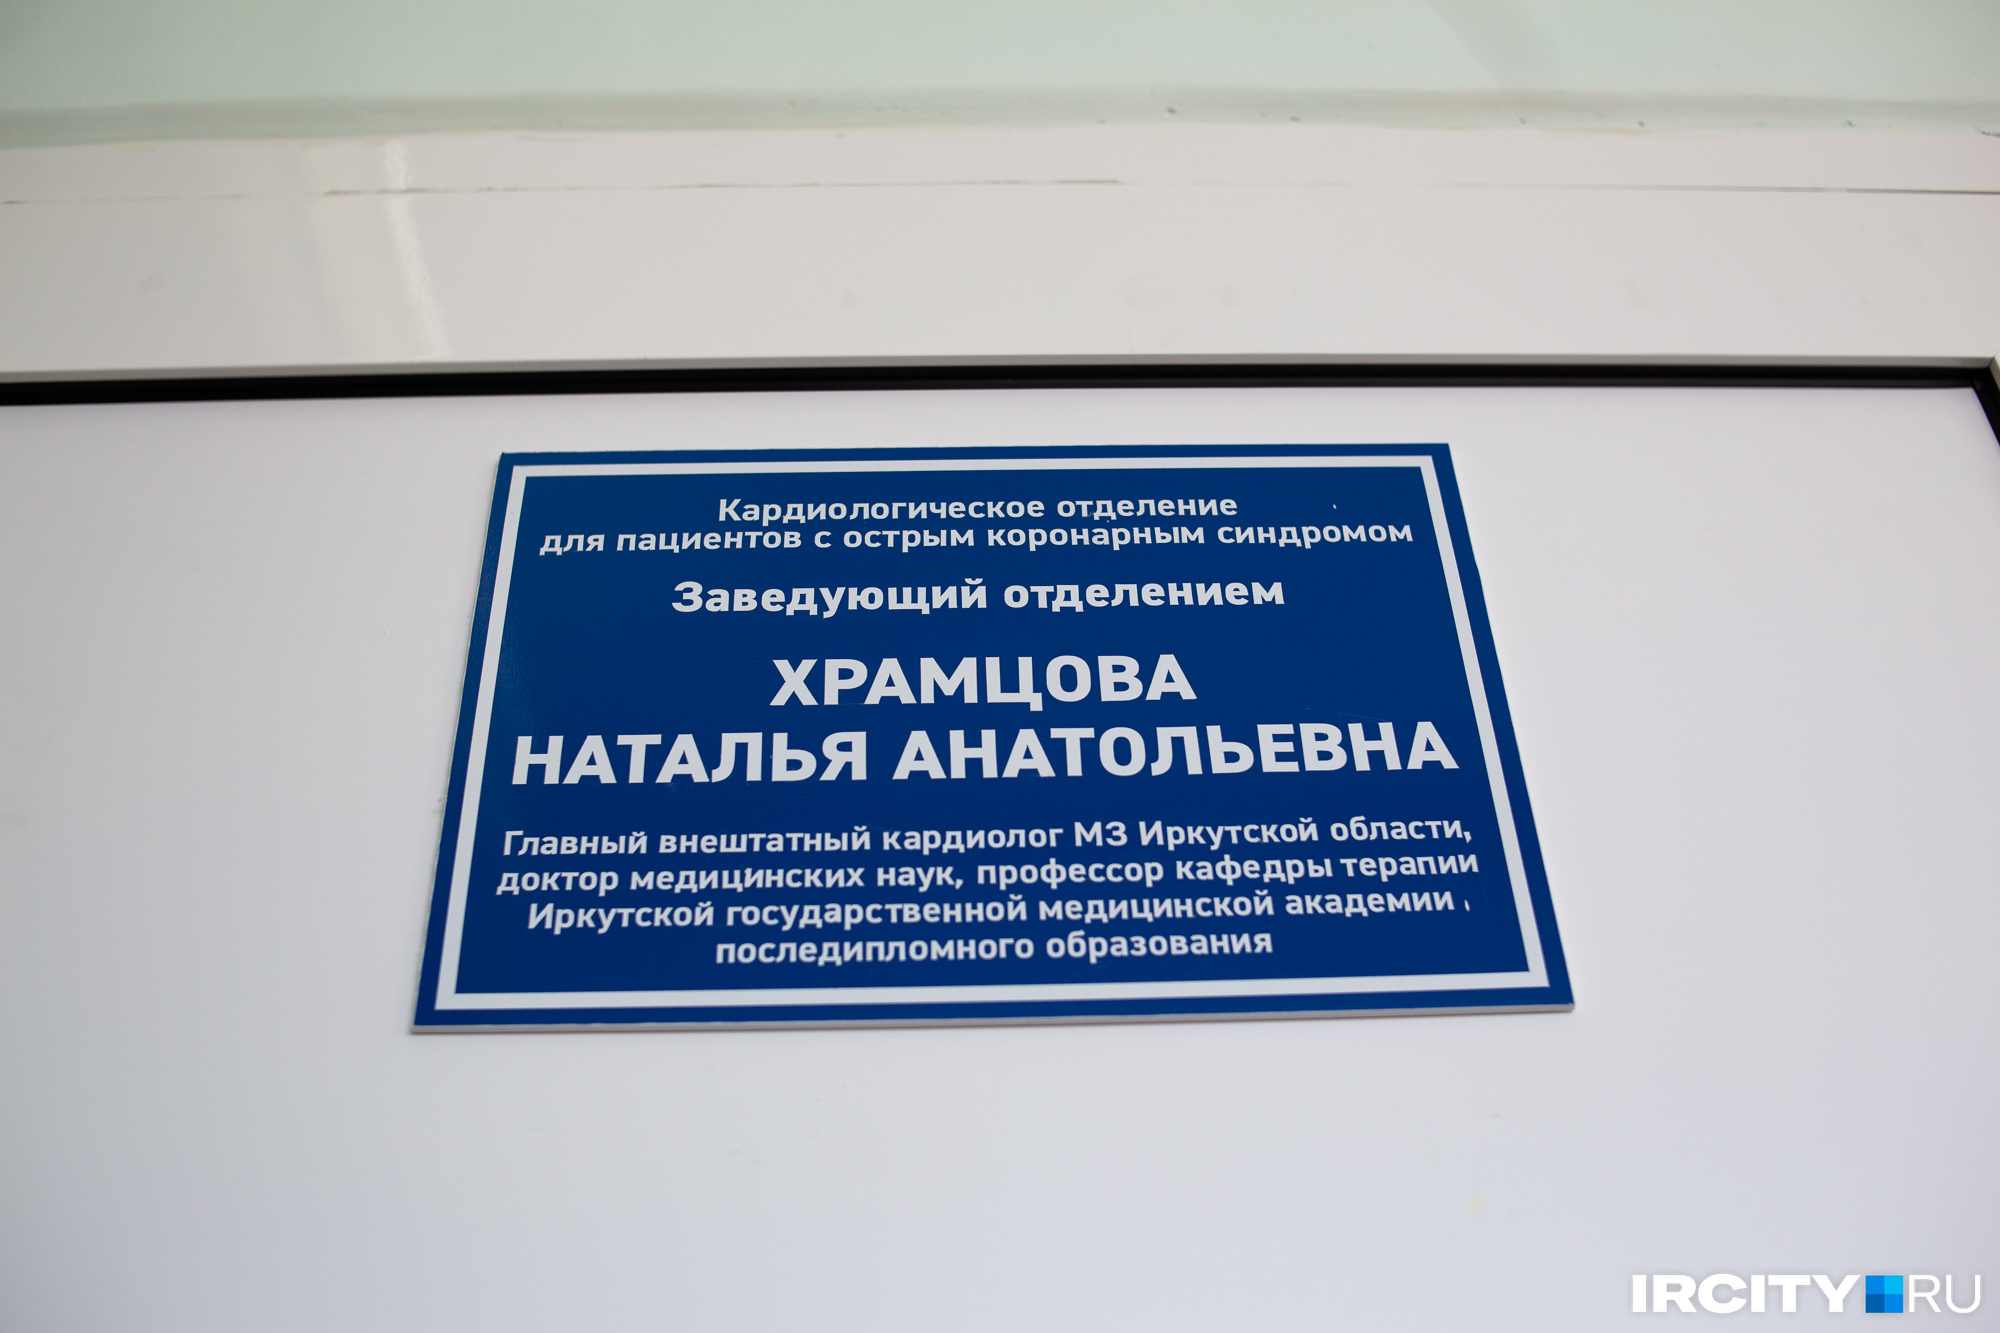 Кардиологическое отделение
для пациентов с острым коронарным синдромом
Заведующий отделением
ХРАМЦОВА
НАТАЛЬЯ АНАТОЛЬЕВНА
Главный внештатный кардиолог МЗ Иркутской области,
доктор медицинских наук, профессор кафедры терапии
Иркутской государственной медицинской академии
последипломного образования
IRCITY.RU